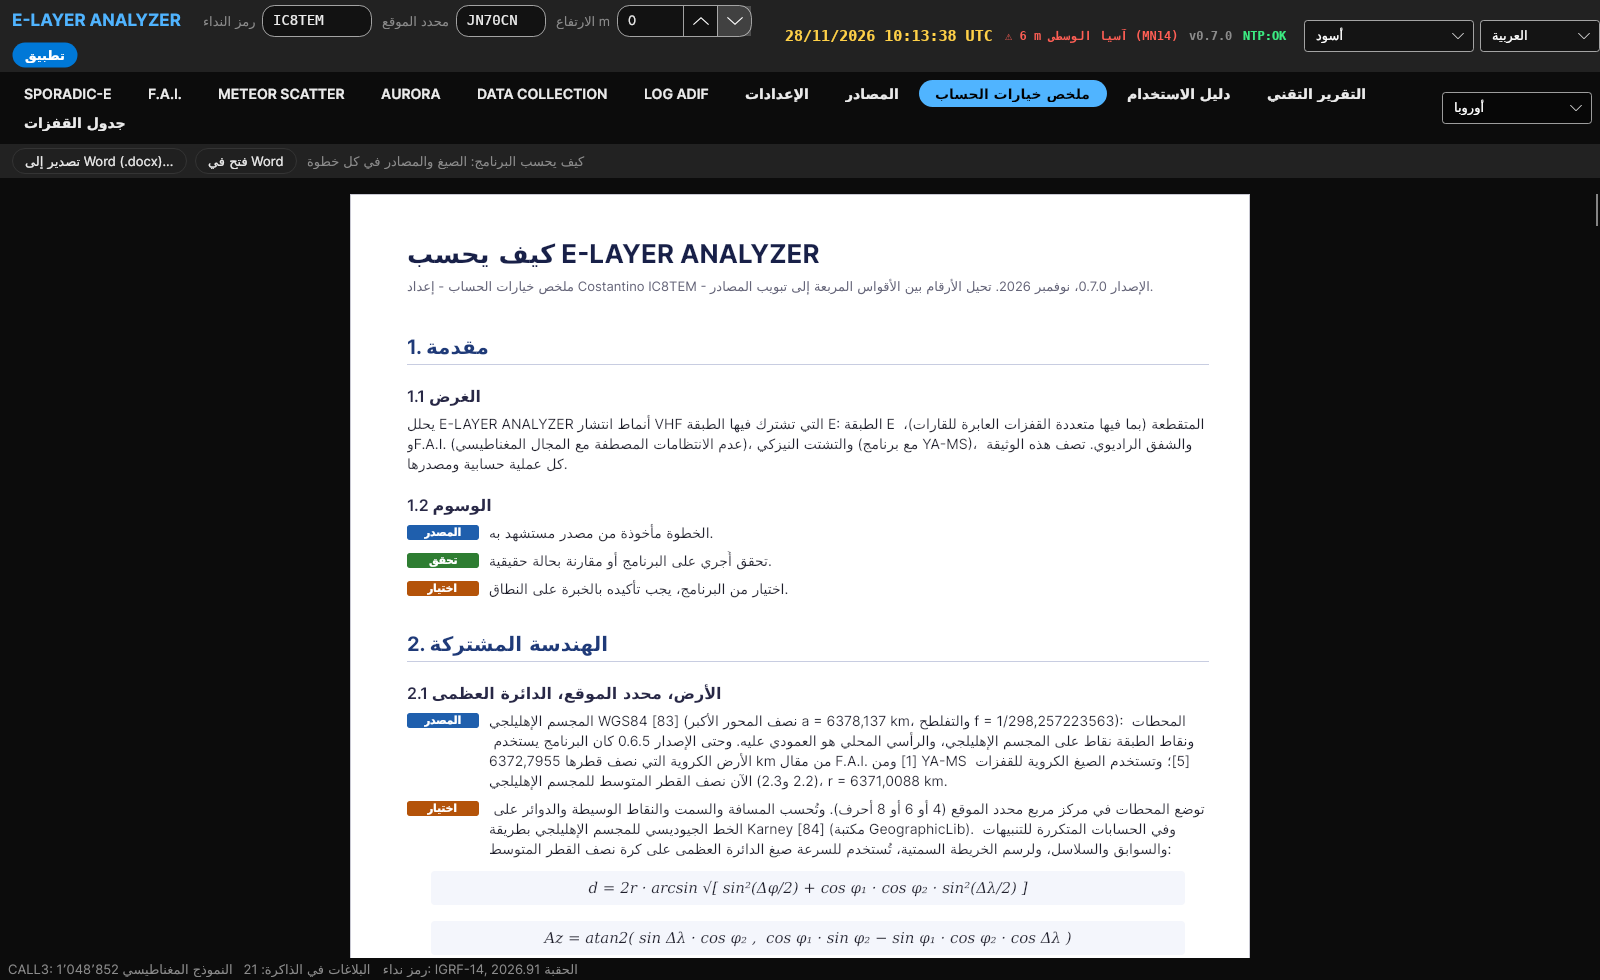 E-LAYER ANALYZER رمز النداء IC8TEM محدد الموقع JN70CN الارتفاع m 0
28/11/2026 10:13:38 UTC ⚠ 6 m آسيا الوسطى (MN14) v0.7.0 NTP:OK أسود العربية
تطبيق
SPORADIC-E F.A.I. METEOR SCATTER AURORA DATA COLLECTION LOG ADIF الإعدادات المصادر ملخص خيارات الحساب دليل الاستخدام التقرير التقني أوروبا
جدول القفزات
تصدير إلى Word (.docx)... فتح في Word كيف يحسب البرنامج: الصيغ والمصادر في كل خطوة
كيف يحسب E-LAYER ANALYZER
ملخص خيارات الحساب - إعداد Costantino IC8TEM - الإصدار 0.7.0، نوفمبر 2026. تحيل الأرقام بين الأقواس المربعة إلى تبويب المصادر.
1. مقدمة
1.1 الغرض
يحلل E-LAYER ANALYZER أنماط انتشار VHF التي تشترك فيها الطبقة E: الطبقة E المتقطعة (بما فيها متعددة القفزات العابرة للقارات)،
وF.A.I. (عدم الانتظامات المصطفة مع المجال المغناطيسي)، والتشتت النيزكي (مع برنامج YA-MS)، والشفق الراديوي. تصف هذه الوثيقة
كل عملية حسابية ومصدرها.
1.2 الوسوم
المصدر الخطوة مأخوذة من مصدر مستشهد به.
تحقق تحقق أجري على البرنامج أو مقارنة بحالة حقيقية.
اختيار اختيار من البرنامج، يجب تأكيده بالخبرة على النطاق.
2. الهندسة المشتركة
2.1 الأرض، محدد الموقع، الدائرة العظمى
المصدر المجسم الإهليلجي WGS84 [83] (نصف المحور الأكبر a = 6378,137 km، والتفلطح f = 1/298,257223563): المحطات
ونقاط الطبقة نقاط على المجسم الإهليلجي، والرأسي المحلي هو العمودي عليه. وحتى الإصدار 0.6.5 كان البرنامج يستخدم
الأرض الكروية التي نصف قطرها 6372,7955 km من مقال F.A.I. ومن YA-MS [1] [5]؛ وتستخدم الصيغ الكروية للقفزات
(2.2 و2.3) الآن نصف القطر المتوسط للمجسم الإهليلجي، r = 6371,0088 km.
اختيار توضع المحطات في مركز مربع محدد الموقع (4 أو 6 أو 8 أحرف). وتُحسب المسافة والسمت والنقاط الوسيطة والدوائر على
الخط الجيوديسي للمجسم الإهليلجي بطريقة Karney [84] (مكتبة GeographicLib). وفي الحسابات المتكررة للتنبيهات
والسوابق والسلاسل، ولرسم الخريطة السمتية، تُستخدم للسرعة صيغ الدائرة العظمى على كرة نصف القطر المتوسط:
d = 2r · arcsin √[ sin²(Δφ/2) + cos φ₁ · cos φ₂ · sin²(Δλ/2) ]
Az = atan2( sin Δλ · cos φ₂ , cos φ₁ · sin φ₂ − sin φ₁ · cos φ₂ · cos Δλ )
CALL3: 1’048’852 رمز نداء البلاغات في الذاكرة: 21 النموذج المغناطيسي: IGRF-14, الحقبة 2026.91